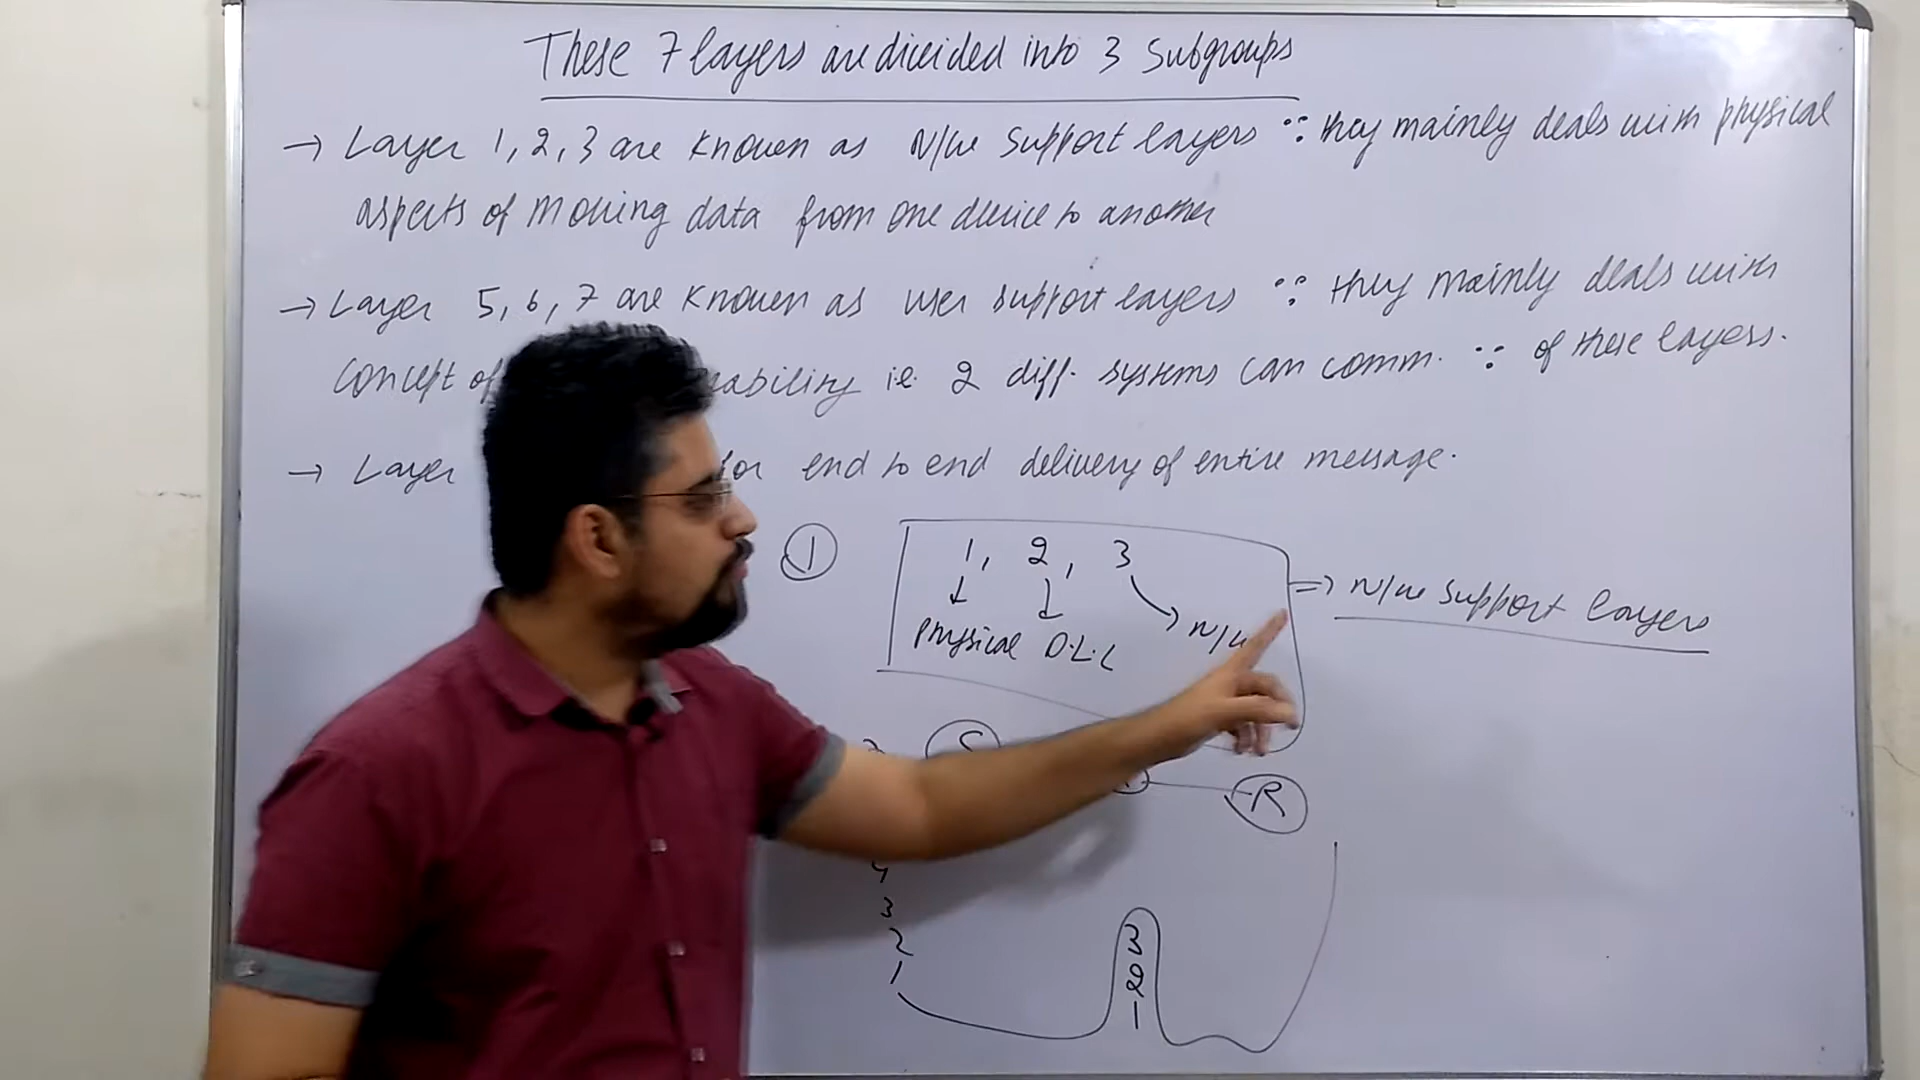 These 7 layers are divided into 3 Subgroups
→ Layer 1, 2, 3 are known as N/w Support layers ∵ they mainly deals with physical
aspects of moving data from one device to another
→ Layer 5, 6, 7 are known as user support layers ∵ they mainly deals with
concept of ability i.e. 2 diff. systems can comm. ∵ of these layers.
→ Layer for end to end delivery of entire message.
1
1, 2, 3
Physical D.L.L N/w
=> N/w Support layers
S
R
3
2
1
3
2
1